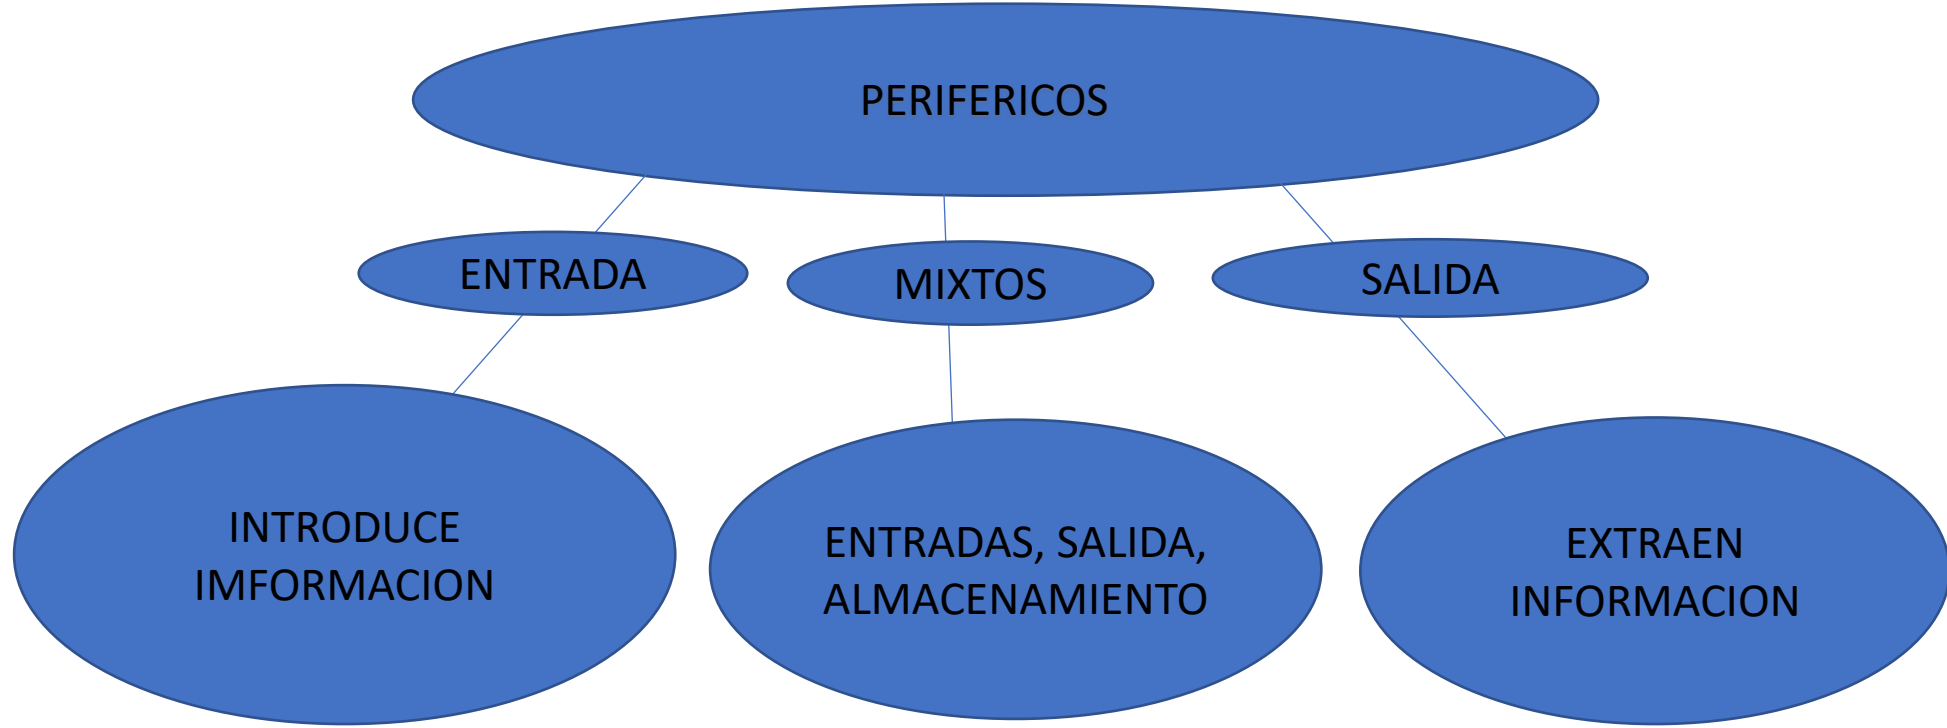 PERIFERICOS
ENTRADA
MIXTOS
SALIDA
INTRODUCE
IMFORMACION
ENTRADAS, SALIDA,
ALMACENAMIENTO
EXTRAEN
INFORMACION